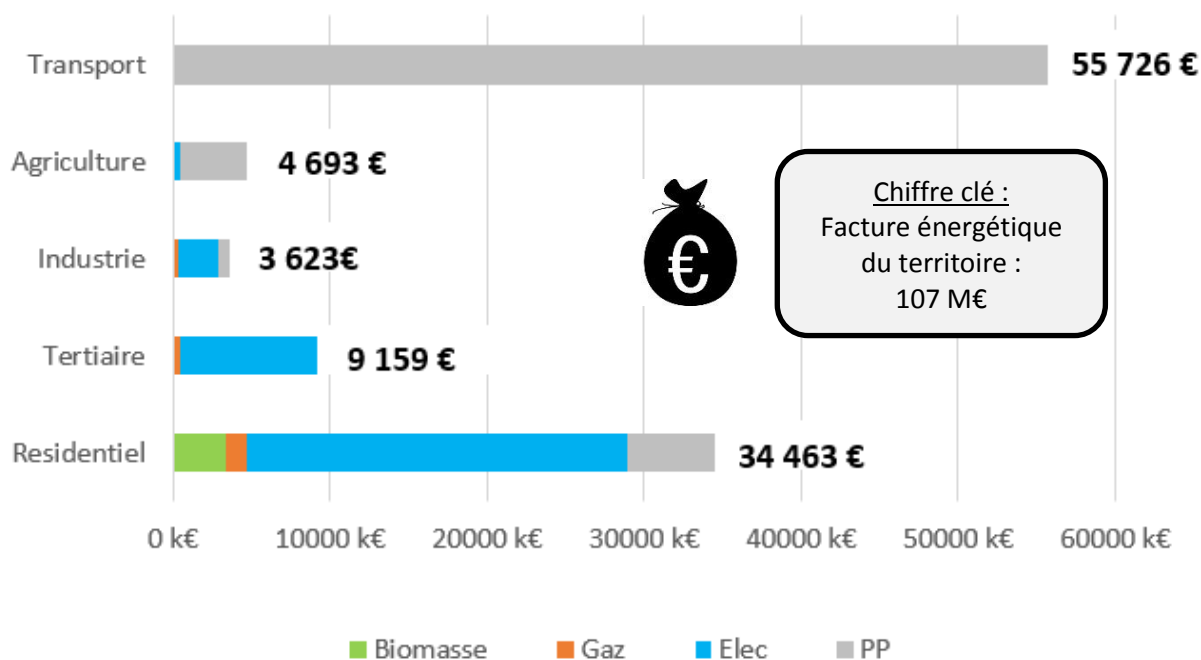 Transport
55 726 €
Agriculture
4 693 €
Industrie
3 623€
Tertiaire
9 159 €
Residentiel
34 463 €
€
Chiffre clé :
Facture énergétique
du territoire :
107 M€
0 k€ 10000 k€ 20000 k€ 30000 k€ 40000 k€ 50000 k€ 60000 k€
Biomasse Gaz Elec PP